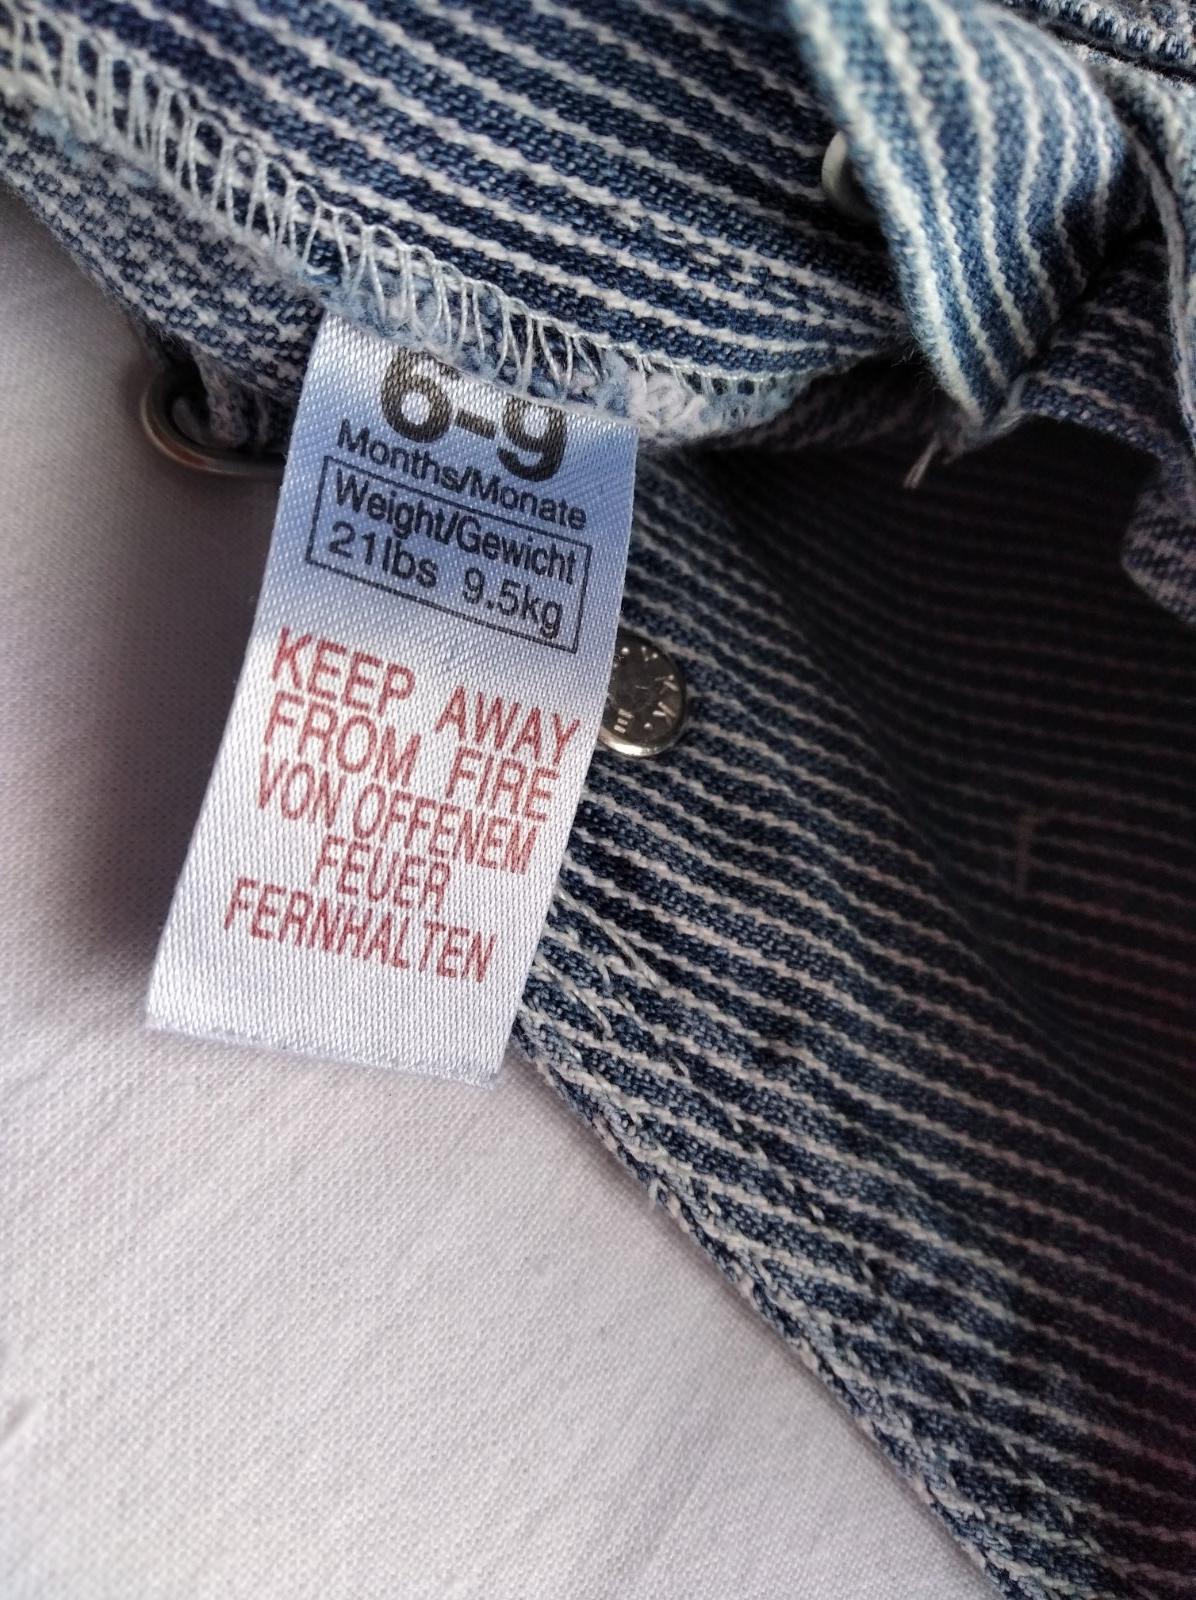 6-9
Months/Monate
Weight/Gewicht
21lbs 9.5kg
KEEP AWAY
FROM FIRE
VON OFFENEM
FEUER
FERNHALTEN